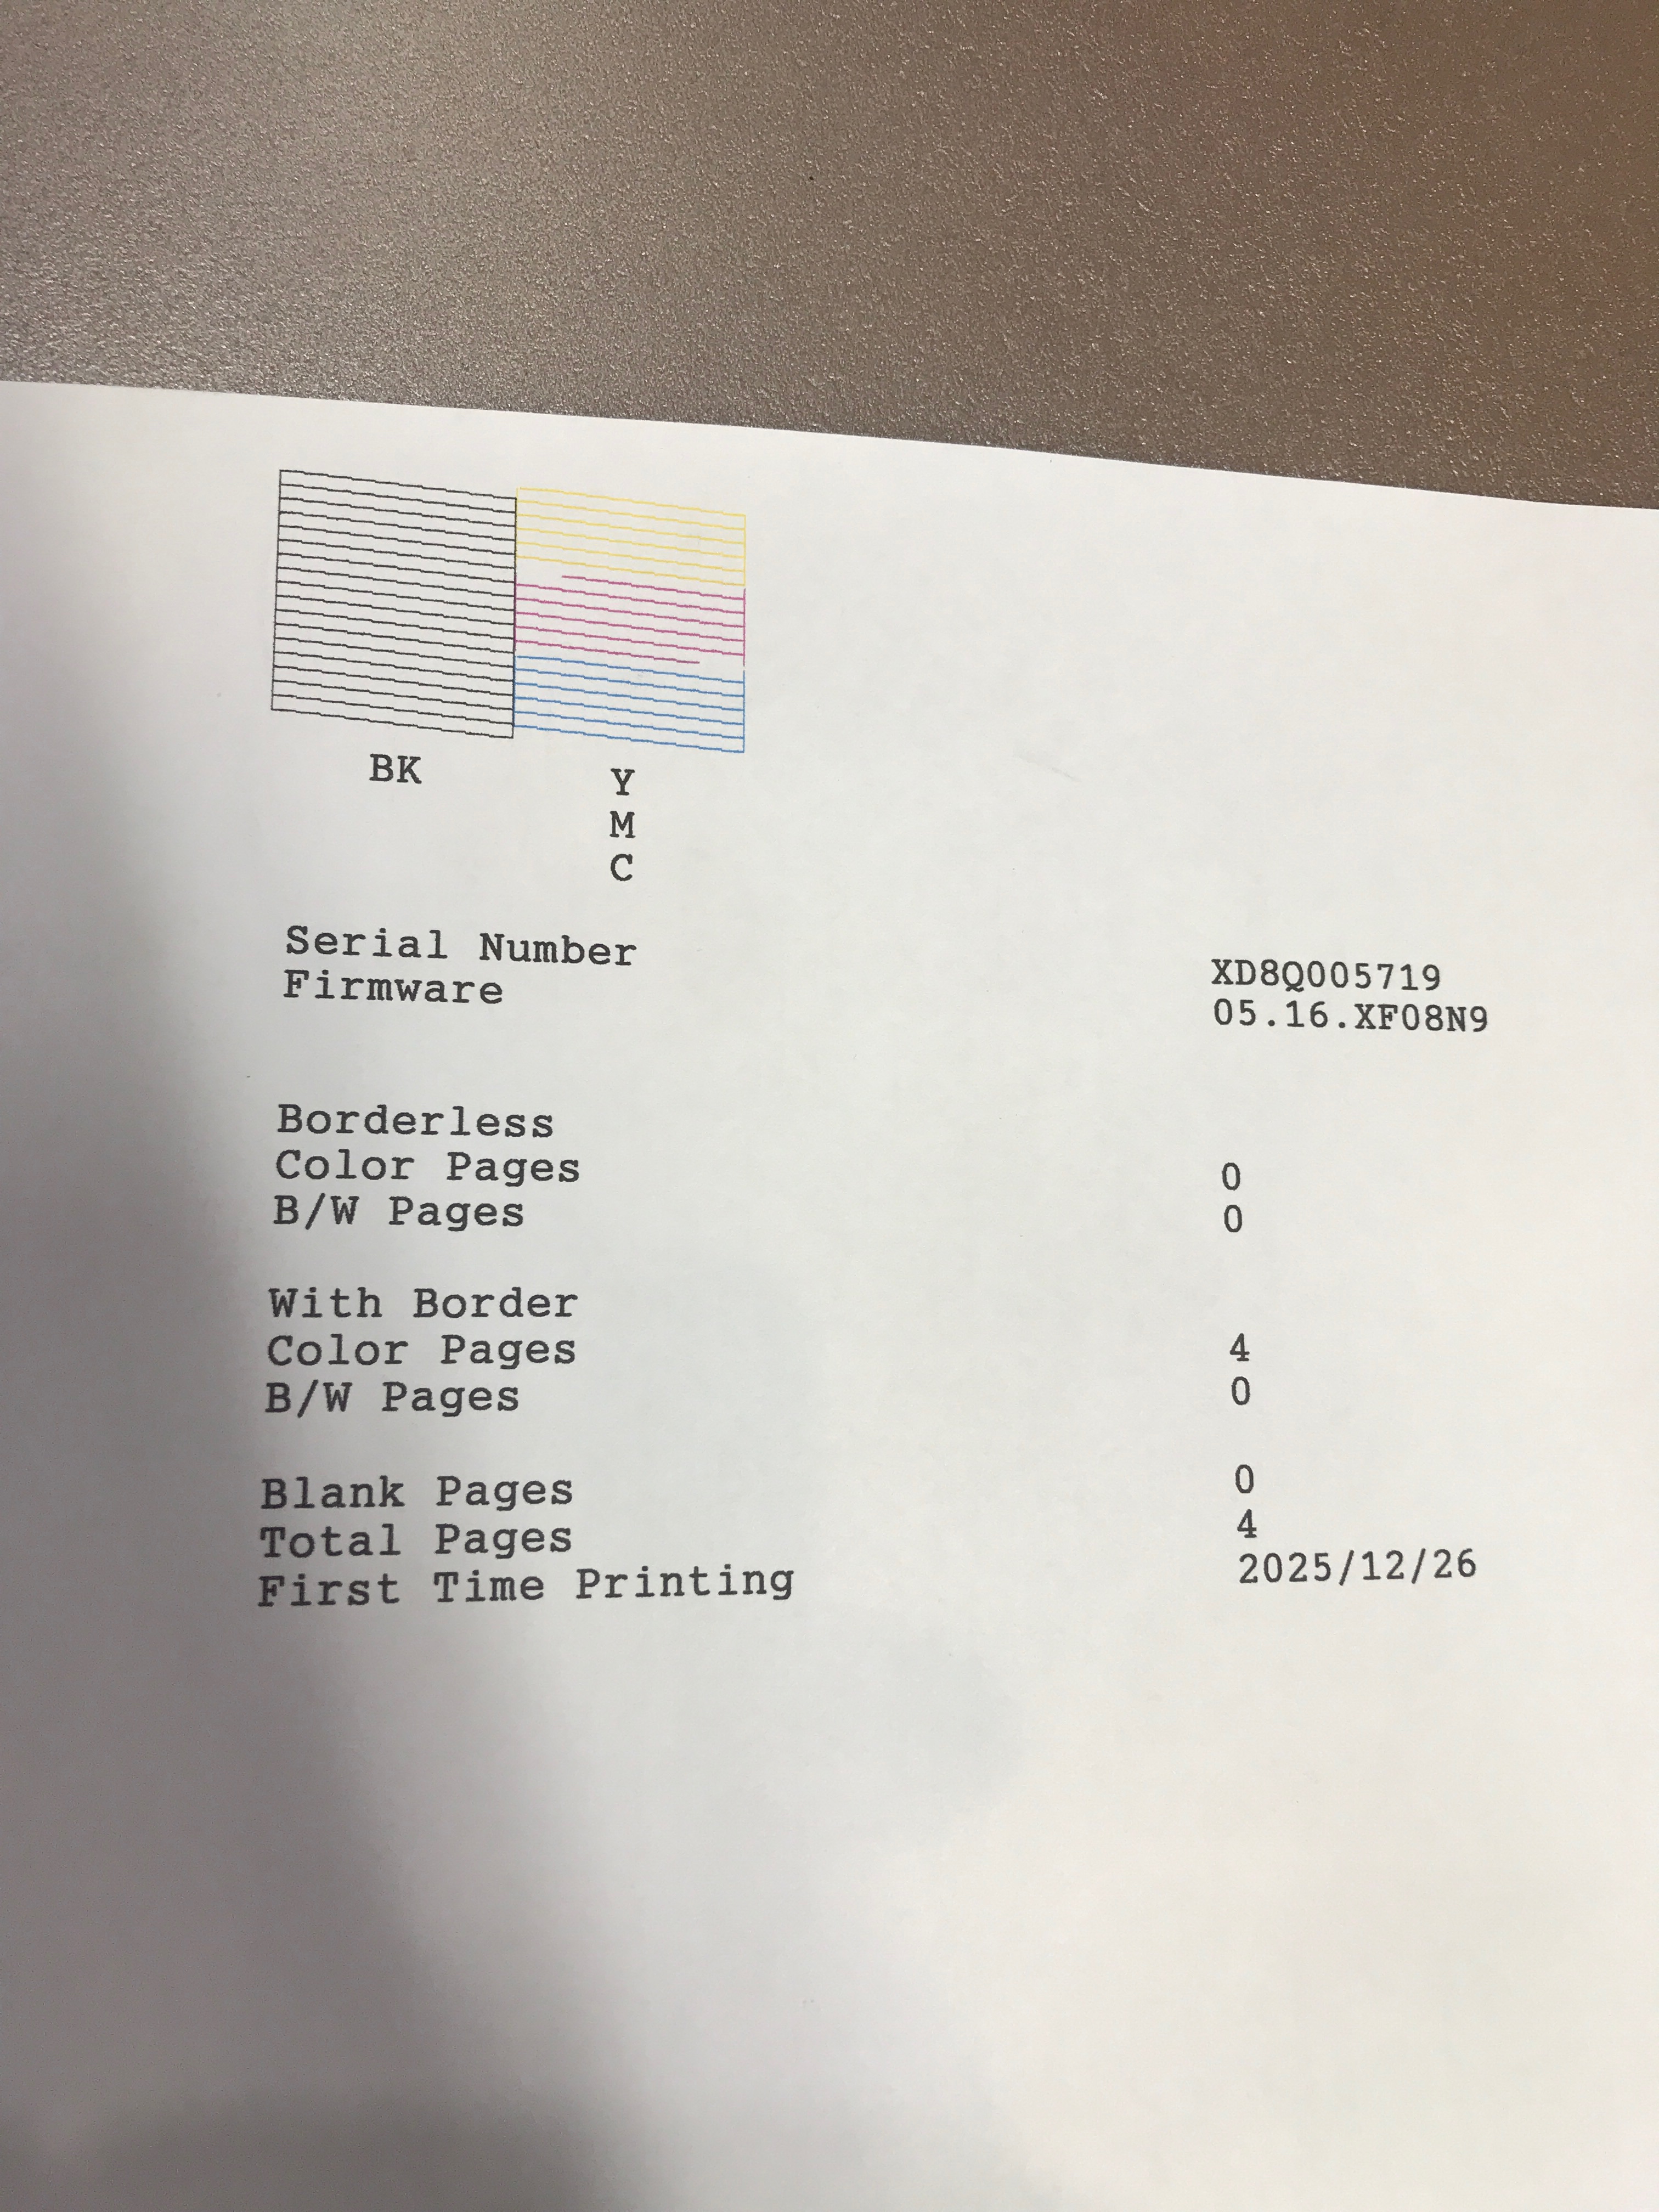 BK
Y
M
C
Serial Number XD8Q005719
Firmware 05.16.XF08N9
Borderless
Color Pages 0
B/W Pages 0
With Border
Color Pages 4
B/W Pages 0
Blank Pages 0
Total Pages 4
First Time Printing 2025/12/26